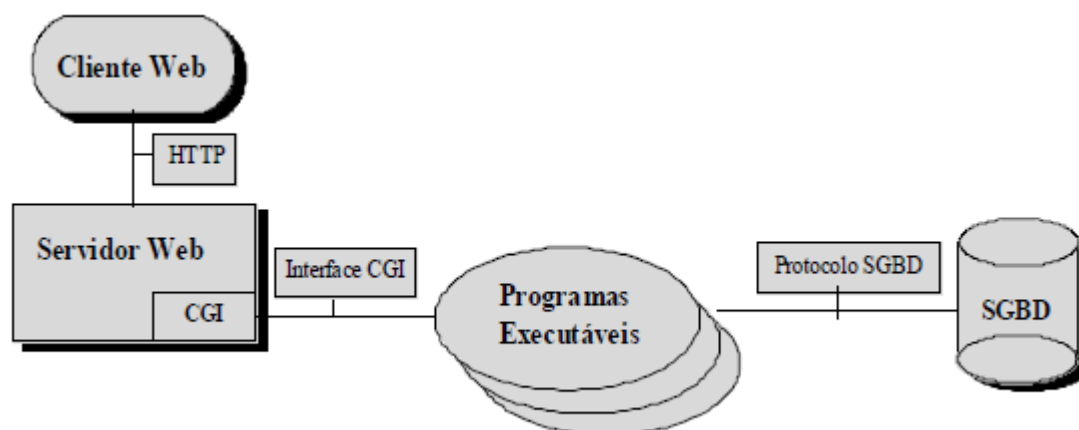 Cliente Web
HTTP
Servidor Web
CGI
Interface CGI
Programas
Executáveis
Protocolo SGBD
SGBD